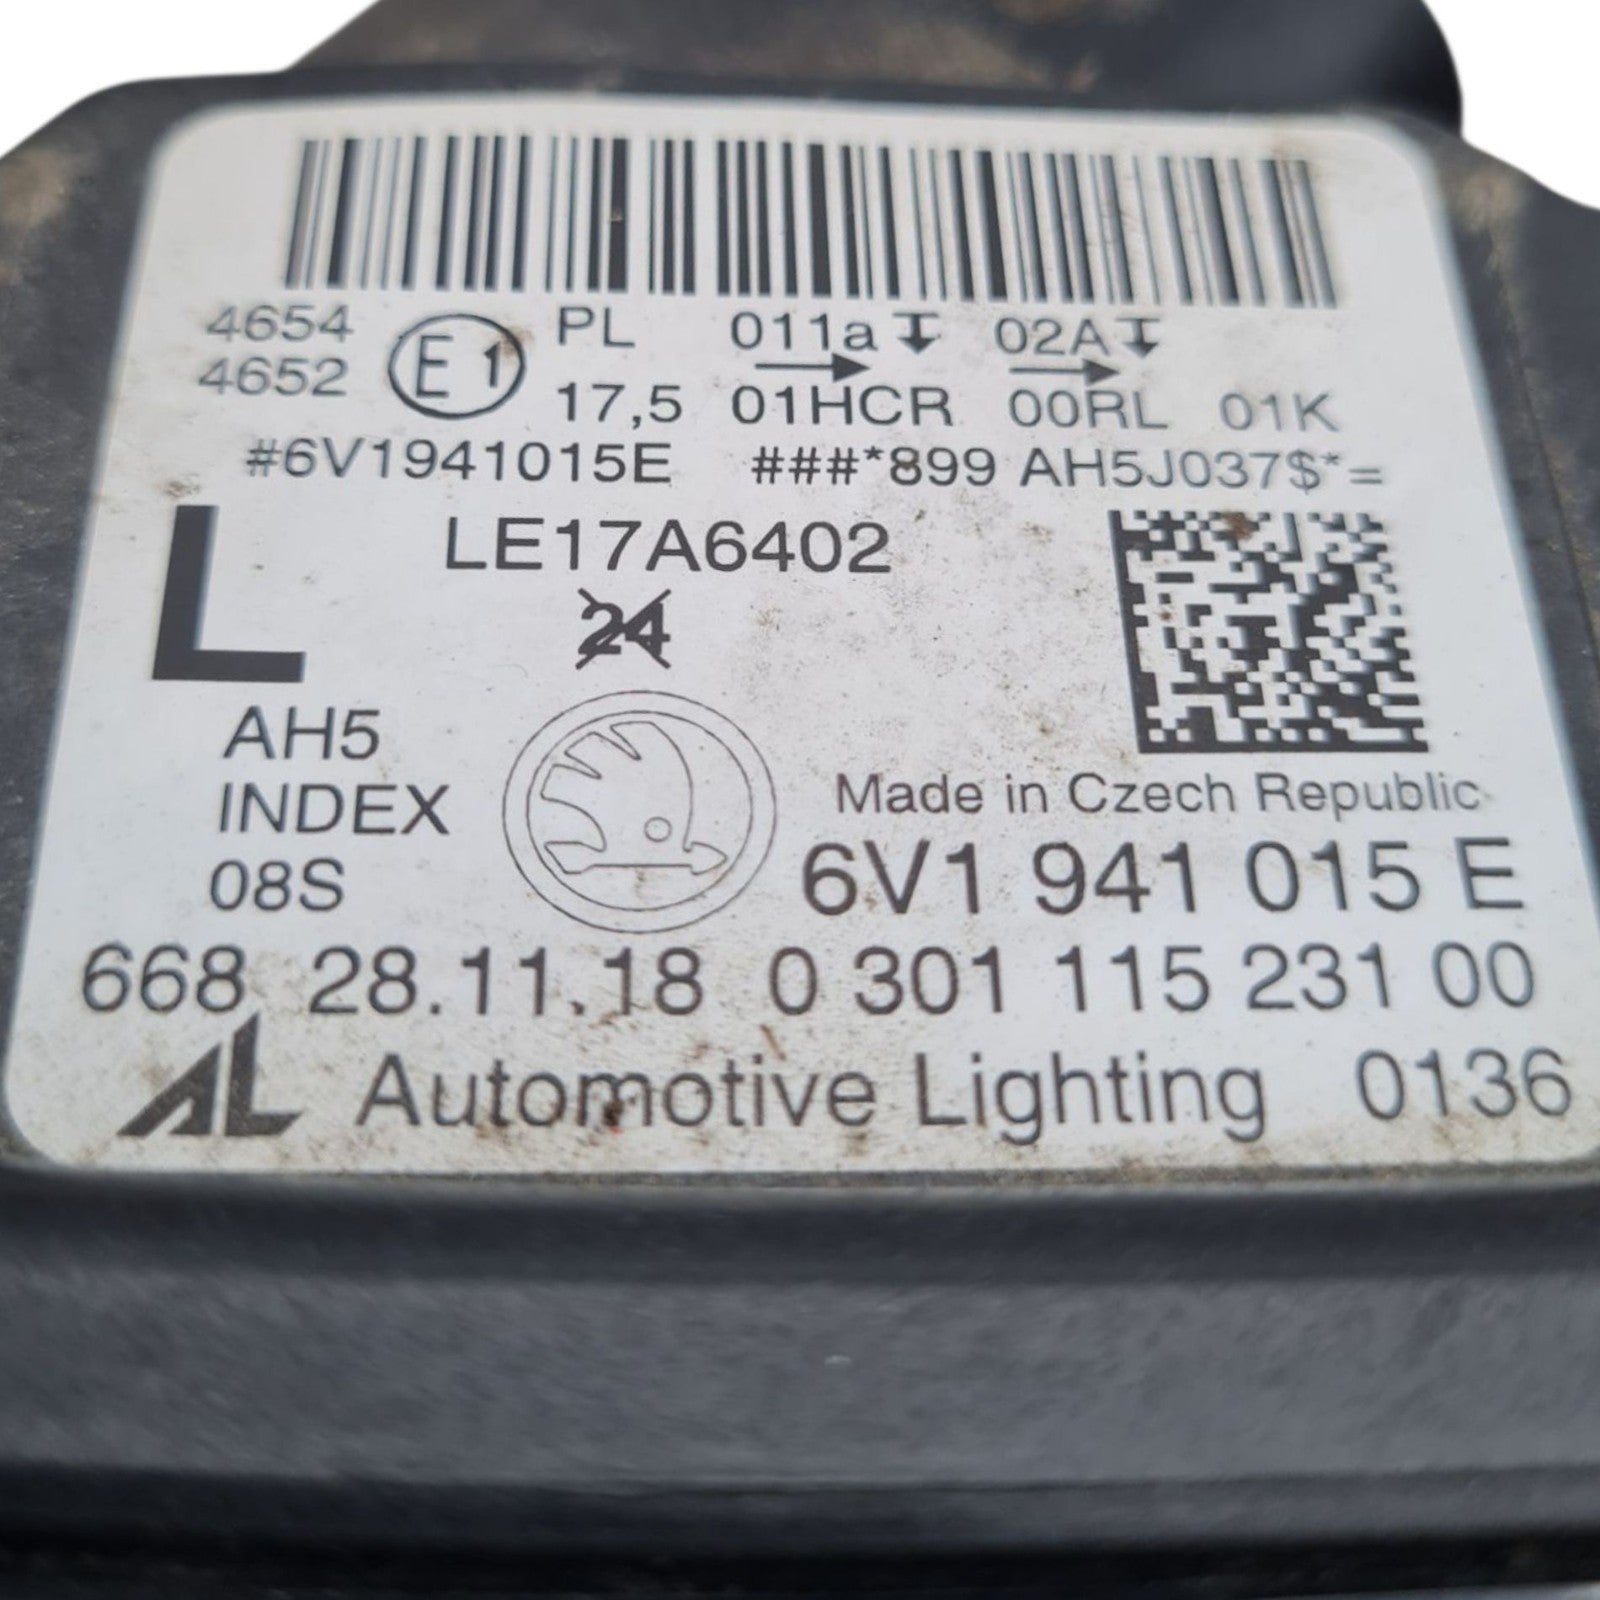 4654 E1 PL 011a 02A
4652 17,5 01HCR 00RL 01K
#6V1941015E ###*899 AH5J037$*=
L LE17A6402
24
AH5
INDEX
08S
Made in Czech Republic
6V1 941 015 E
668 28.11.18 0 301 115 231 00
AL Automotive Lighting 0136